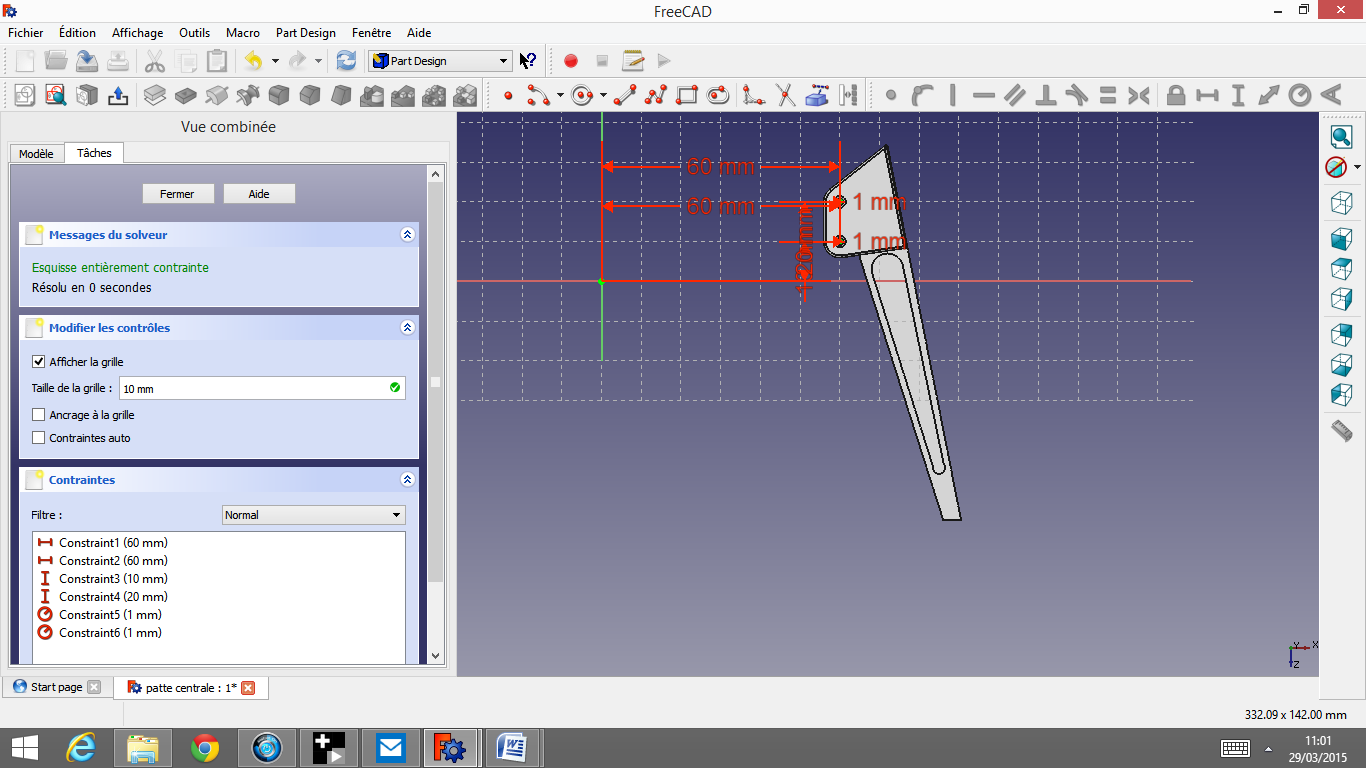 FreeCAD
Fichier Édition Affichage Outils Macro Part Design Fenêtre Aide
Part Design
Vue combinée
Modèle Tâches
Fermer Aide
Messages du solveur
Esquisse entièrement contrainte
Résolu en 0 secondes
Modifier les contrôles
Afficher la grille
Taille de la grille : 10 mm
Ancrage à la grille
Contraintes auto
Contraintes
Filtre : Normal
Constraint1 (60 mm)
Constraint2 (60 mm)
Constraint3 (10 mm)
Constraint4 (20 mm)
Constraint5 (1 mm)
Constraint6 (1 mm)
60 mm
60 mm 1 mm
1 mm
Y X
Z
Start page patte centrale : 1*
332.09 x 142.00 mm
11:01
29/03/2015